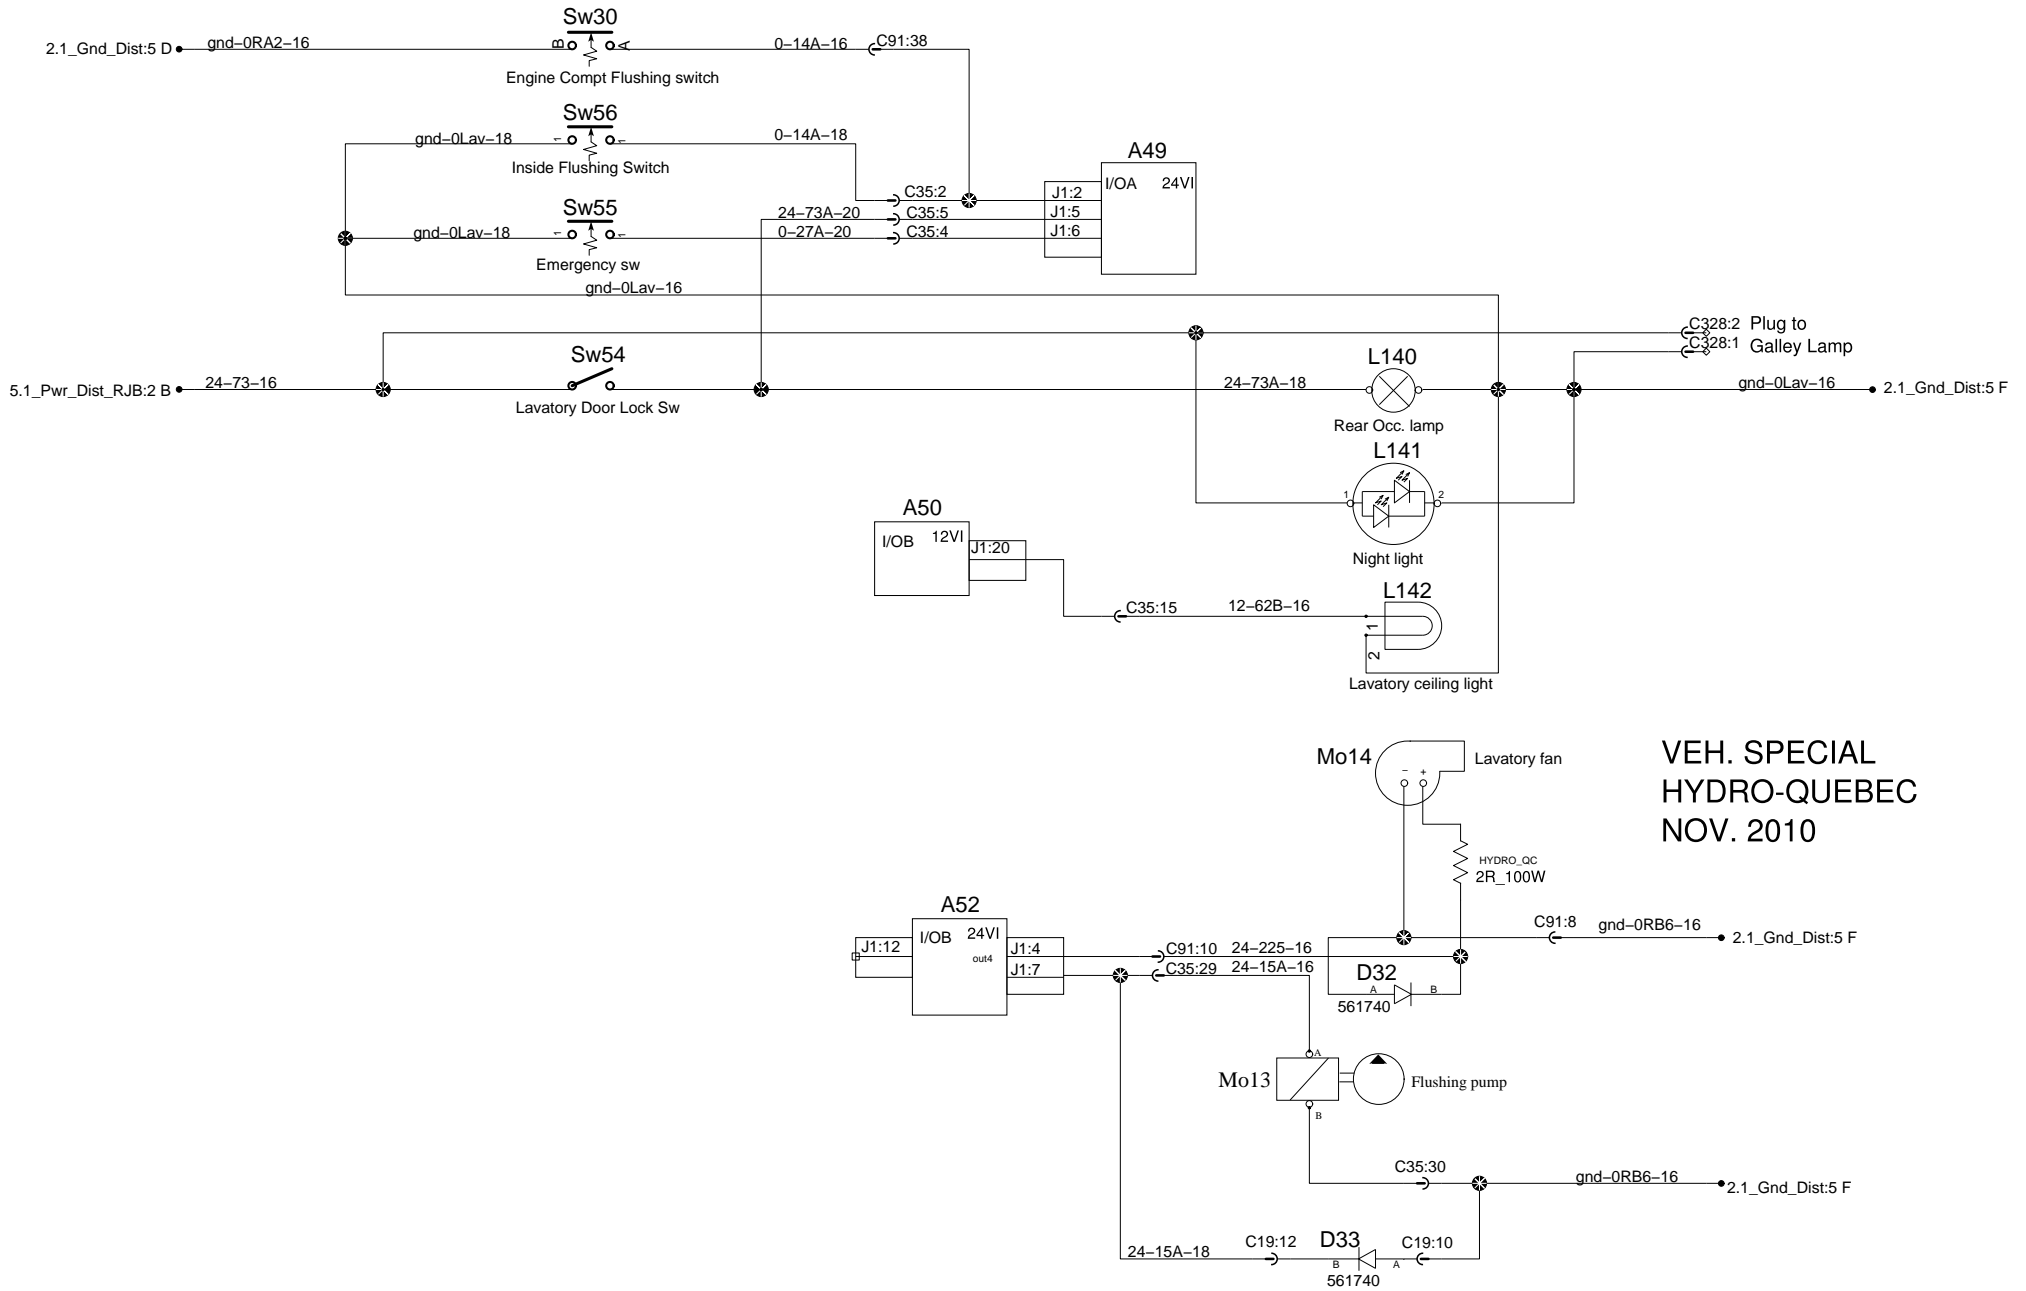 Sw30
2.1_Gnd_Dist:5 D
gnd–0RA2–16
B
A
0–14A–16
C91:38
Engine Compt Flushing switch
Sw56
gnd–0Lav–18
1
1
0–14A–18
Inside Flushing Switch
A49
I/OA
24VI
C35:2
J1:2
Sw55
24–73A–20
C35:5
J1:5
gnd–0Lav–18
1
1
0–27A–20
C35:4
J1:6
Emergency sw
gnd–0Lav–16
C328:2
Plug to
C328:1
Galley Lamp
Sw54
L140
5.1_Pwr_Dist_RJB:2 B
24–73–16
24–73A–18
gnd–0Lav–16
2.1_Gnd_Dist:5 F
Lavatory Door Lock Sw
Rear Occ. lamp
L141
1
2
Night light
A50
I/OB
12VI
J1:20
L142
C35:15
12–62B–16
1
2
Lavatory ceiling light
Mo14
–
+
Lavatory fan
VEH. SPECIAL
HYDRO-QUEBEC
NOV. 2010
HYDRO_QC
2R_100W
A52
I/OB
24VI
out4
J1:12
J1:4
J1:7
C91:8
gnd–0RB6–16
2.1_Gnd_Dist:5 F
C91:10
24–225–16
C35:29
24–15A–16
D32
A
B
561740
Mo13
A
B
Flushing pump
C35:30
gnd–0RB6–16
2.1_Gnd_Dist:5 F
24–15A–18
C19:12
D33
C19:10
B
A
561740